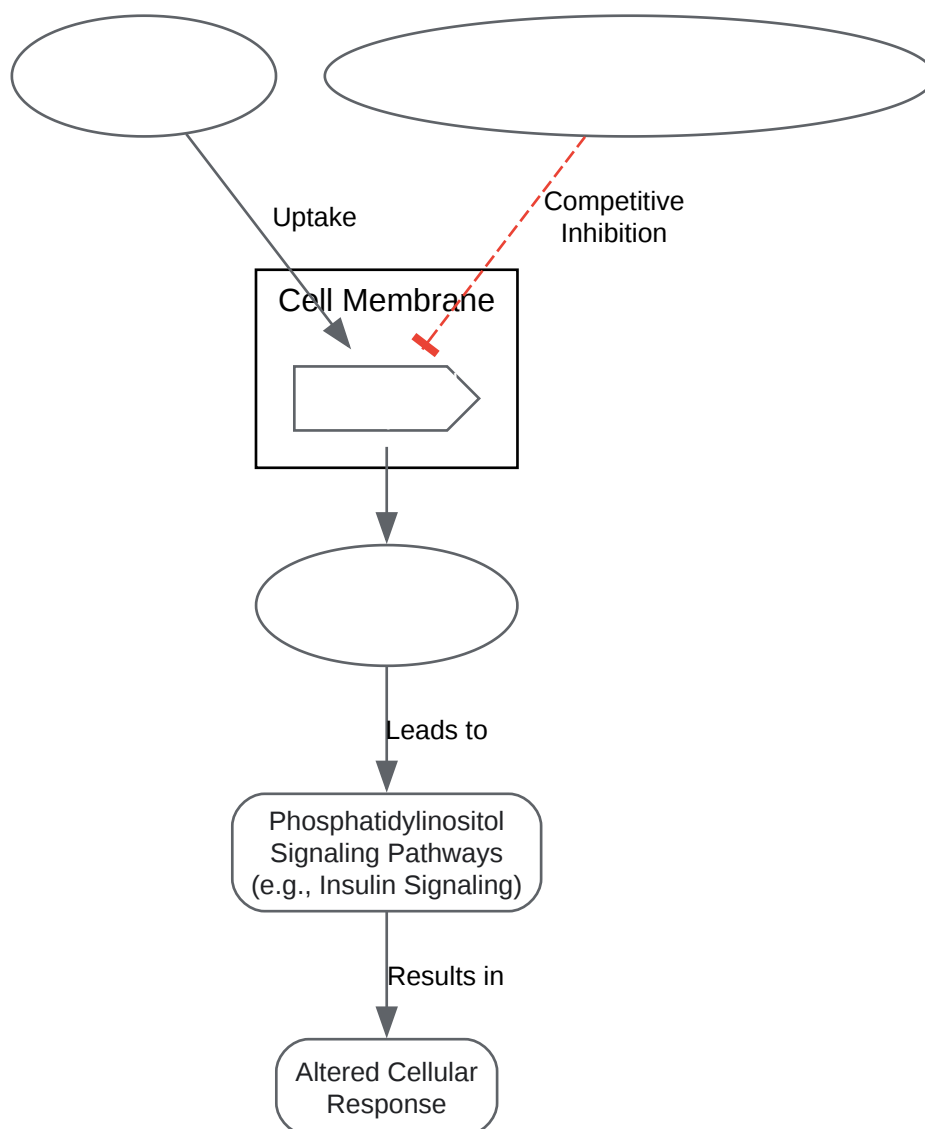 Uptake
Competitive
Inhibition
Cell Membrane
Leads to
Phosphatidylinositol
Signaling Pathways
(e.g., Insulin Signaling)
Results in
Altered Cellular
Response